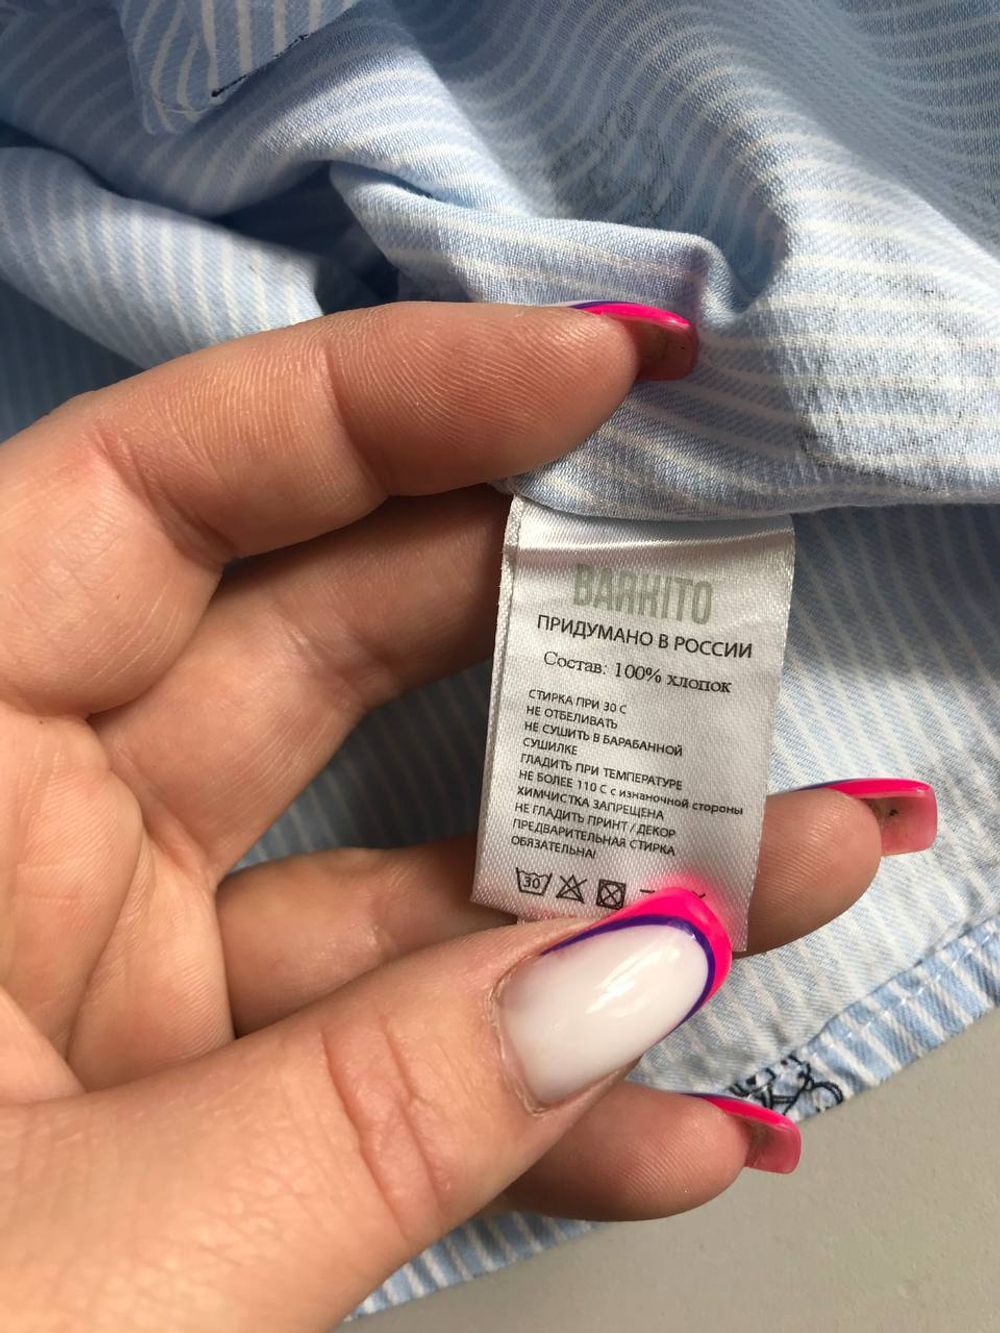 BARKITO
ПРИДУМАНО В РОССИИ
Состав: 100% хлопок
СТИРКА ПРИ 30 С
НЕ ОТБЕЛИВАТЬ
НЕ СУШИТЬ В БАРАБАННОЙ
СУШИЛКЕ
ГЛАДИТЬ ПРИ ТЕМПЕРАТУРЕ
НЕ БОЛЕЕ 110 С с изнаночной стороны
ХИМЧИСТКА ЗАПРЕЩЕНА
НЕ ГЛАДИТЬ ПРИНТ / ДЕКОР
ПРЕДВАРИТЕЛЬНАЯ СТИРКА
ОБЯЗАТЕЛЬНА!
30